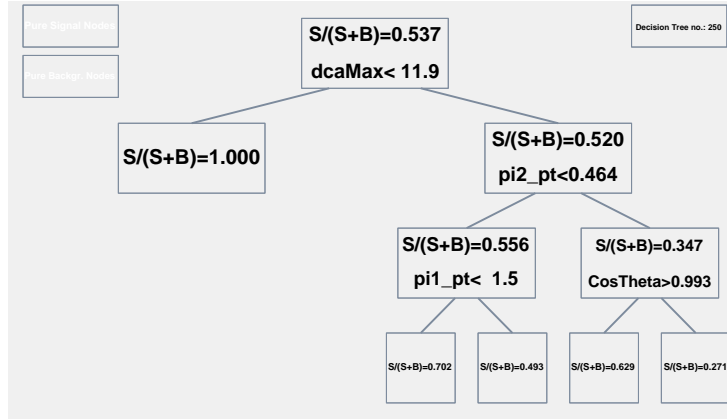 Pure Signal Nodes
Pure Backgr. Nodes
Decision Tree no.: 250
S/(S+B)=0.537
dcaMax< 11.9
S/(S+B)=1.000
S/(S+B)=0.520
pi2_pt<0.464
S/(S+B)=0.556
pi1_pt< 1.5
S/(S+B)=0.347
CosTheta>0.993
S/(S+B)=0.702
S/(S+B)=0.493
S/(S+B)=0.629
S/(S+B)=0.271